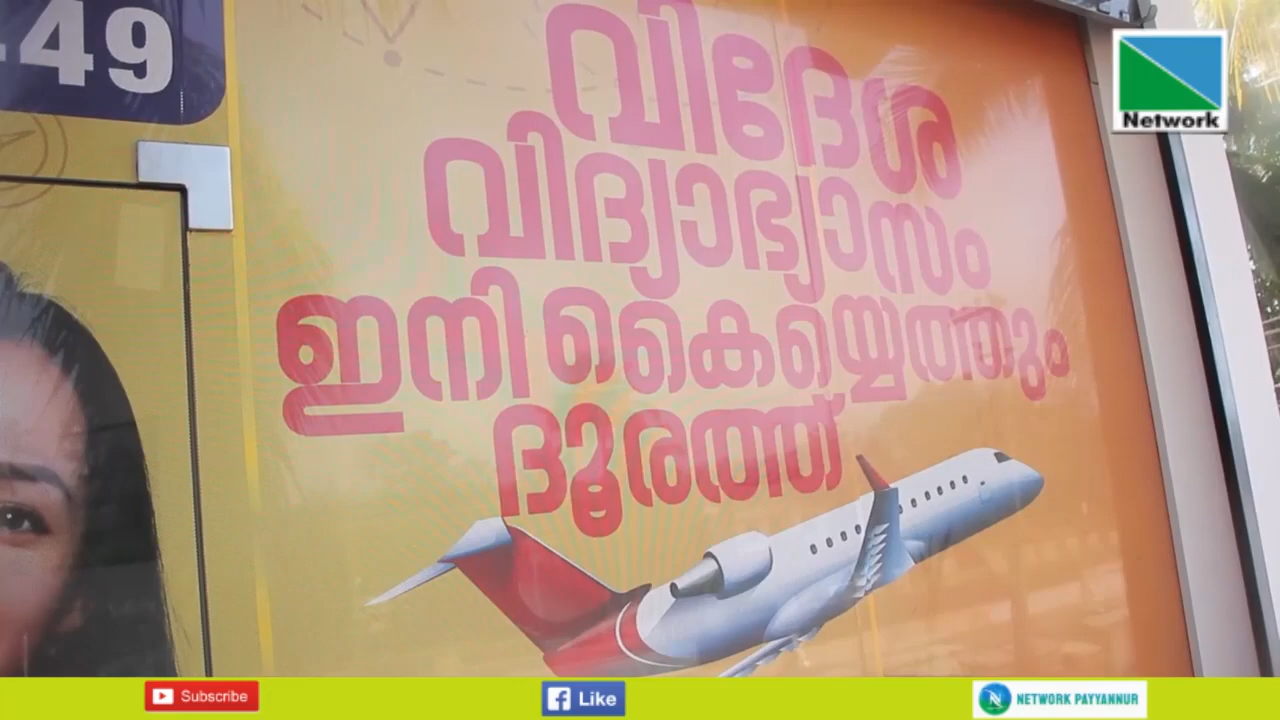 49
Network
വിദേശ
വിദ്യാഭ്യാസം
ഇനി കൈയ്യെത്തും
ദൂരത്ത്
Subscribe
Like
NETWORK PAYYANNUR